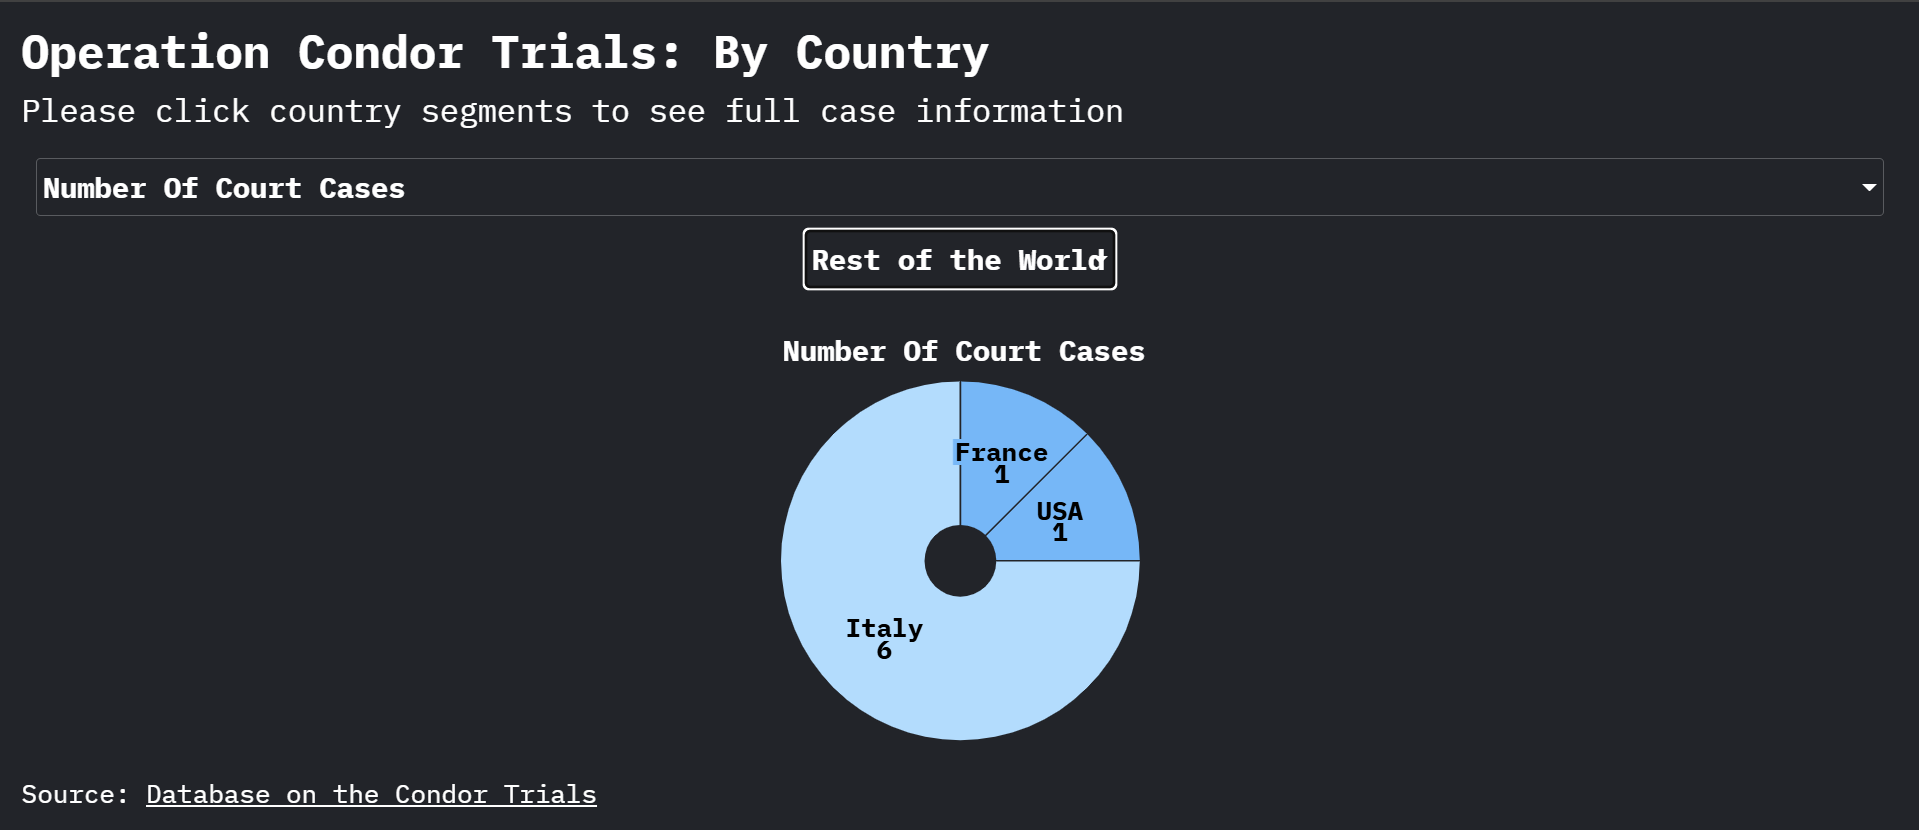 Operation Condor Trials: By Country
Please click country segments to see full case information
Number Of Court Cases
Rest of the World
Number Of Court Cases
France
1
USA
1
Italy
6
Source: Database on the Condor Trials